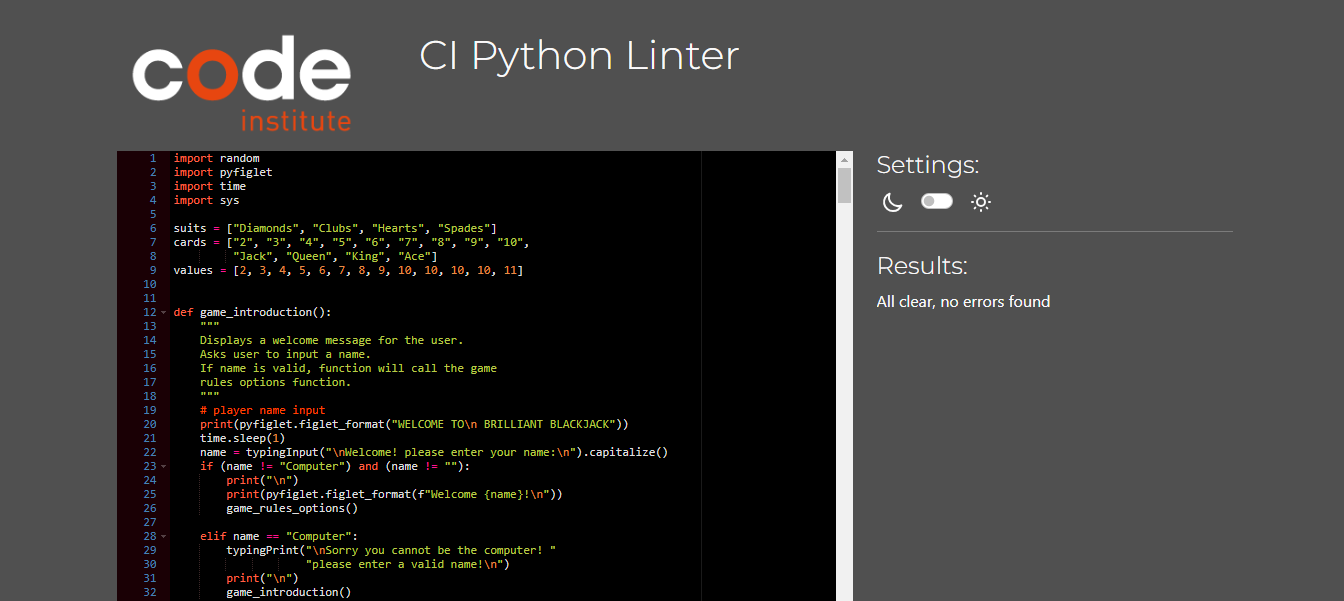 code
institute
CI Python Linter
1 import random
2 import pyfiglet
3 import time
4 import sys
5
6 suits = ["Diamonds", "Clubs", "Hearts", "Spades"]
7 cards = ["2", "3", "4", "5", "6", "7", "8", "9", "10",
8 "Jack", "Queen", "King", "Ace"]
9 values = [2, 3, 4, 5, 6, 7, 8, 9, 10, 10, 10, 10, 11]
10
11
12 def game_introduction():
13 """
14 Displays a welcome message for the user.
15 Asks user to input a name.
16 If name is valid, function will call the game
17 rules options function.
18 """
19 # player name input
20 print(pyfiglet.figlet_format("WELCOME TO\n BRILLIANT BLACKJACK"))
21 time.sleep(1)
22 name = typingInput("\nWelcome! please enter your name:\n").capitalize()
23 if (name != "Computer") and (name != ""):
24 print("\n")
25 print(pyfiglet.figlet_format(f"Welcome {name}!\n"))
26 game_rules_options()
27
28 elif name == "Computer":
29 typingPrint("\nSorry you cannot be the computer! "
30 "please enter a valid name!\n")
31 print("\n")
32 game_introduction()
Settings:
Results:
All clear, no errors found